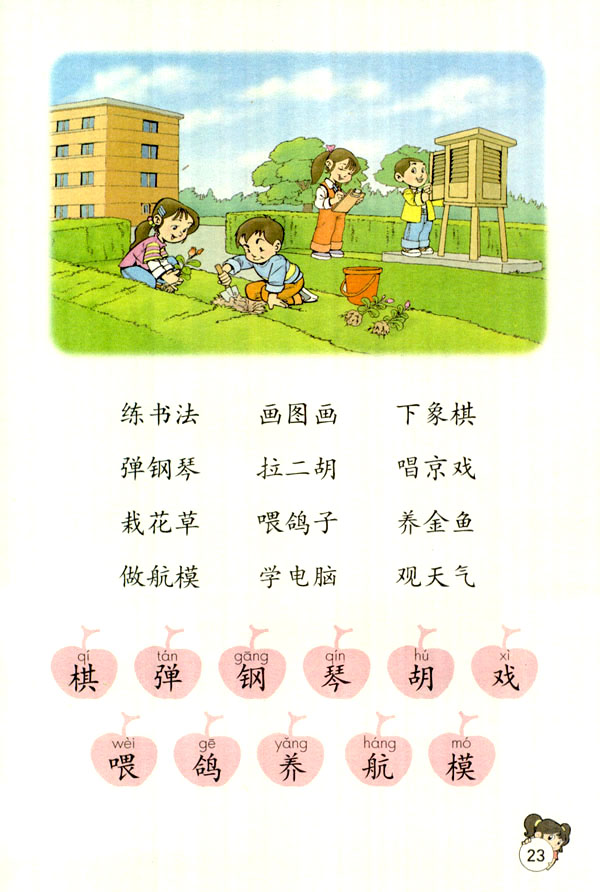 练书法 画图画 下象棋
弹钢琴 拉二胡 唱京戏
栽花草 喂鸽子 养金鱼
做航模 学电脑 观天气
qí tán gāng qín hú xì
棋 弹 钢 琴 胡 戏
wèi gē yǎng háng mó
喂 鸽 养 航 模
23